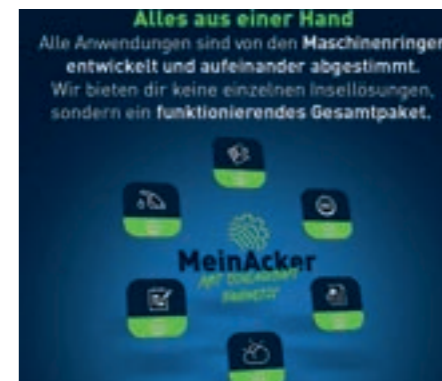 Alles aus einer Hand
Alle Anwendungen sind von den Maschinenringen
entwickelt und aufeinander abgestimmt.
Wir bieten dir keine einzelnen Insellösungen,
sondern ein funktionierendes Gesamtpaket.
MeinAcker